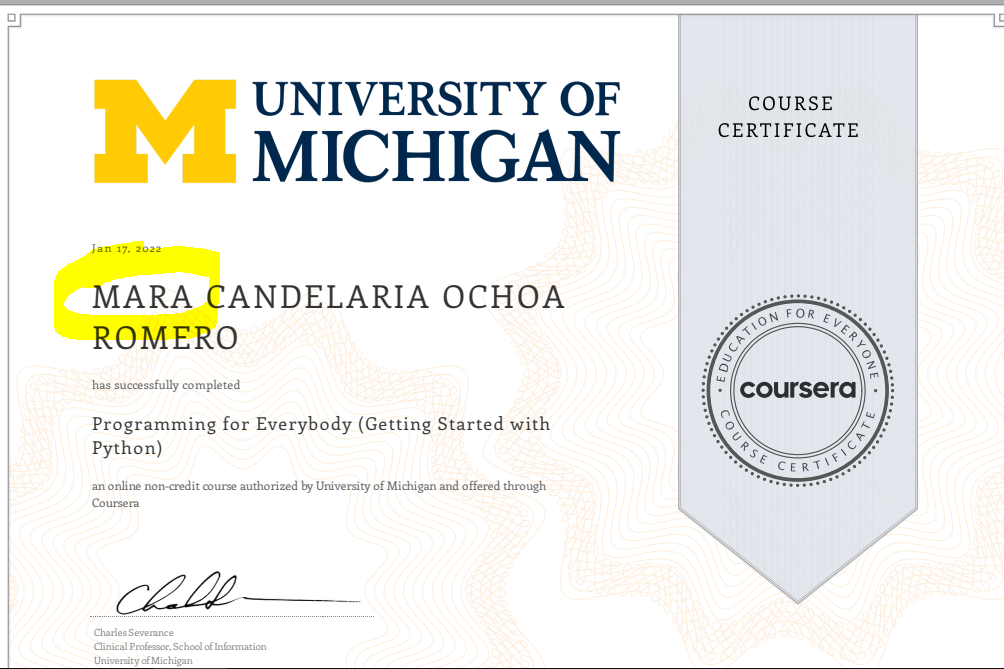 UNIVERSITY OF
MICHIGAN
COURSE
CERTIFICATE
Jan 17, 2022
MARA CANDELARIA OCHOA
ROMERO
has successfully completed
Programming for Everybody (Getting Started with
Python)
an online non-credit course authorized by University of Michigan and offered through
Coursera
EDUCATION FOR EVERYONE
coursera
COURSE CERTIFICATE
Charles Severance
Clinical Professor, School of Information
University of Michigan